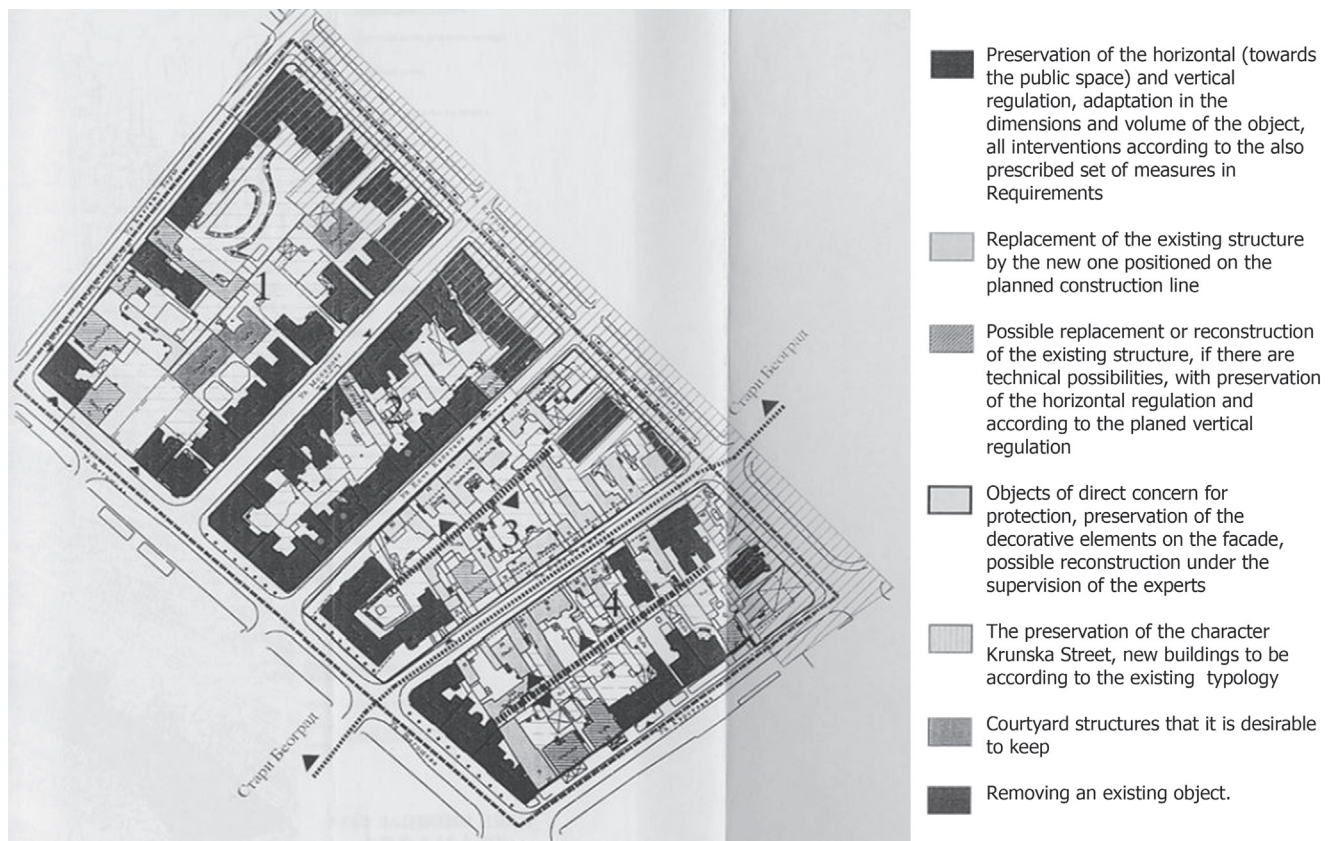 1
2
3
4
Стари Београд
Стари Београд
Preservation of the horizontal (towards
the public space) and vertical
regulation, adaptation in the
dimensions and volume of the object,
all interventions according to the also
prescribed set of measures in
Requirements
Replacement of the existing structure
by the new one positioned on the
planned construction line
Possible replacement or reconstruction
of the existing structure, if there are
technical possibilities, with preservation
of the horizontal regulation and
according to the planed vertical
regulation
Objects of direct concern for
protection, preservation of the
decorative elements on the facade,
possible reconstruction under the
supervision of the experts
The preservation of the character
Krunska Street, new buildings to be
according to the existing typology
Courtyard structures that it is desirable
to keep
Removing an existing object.